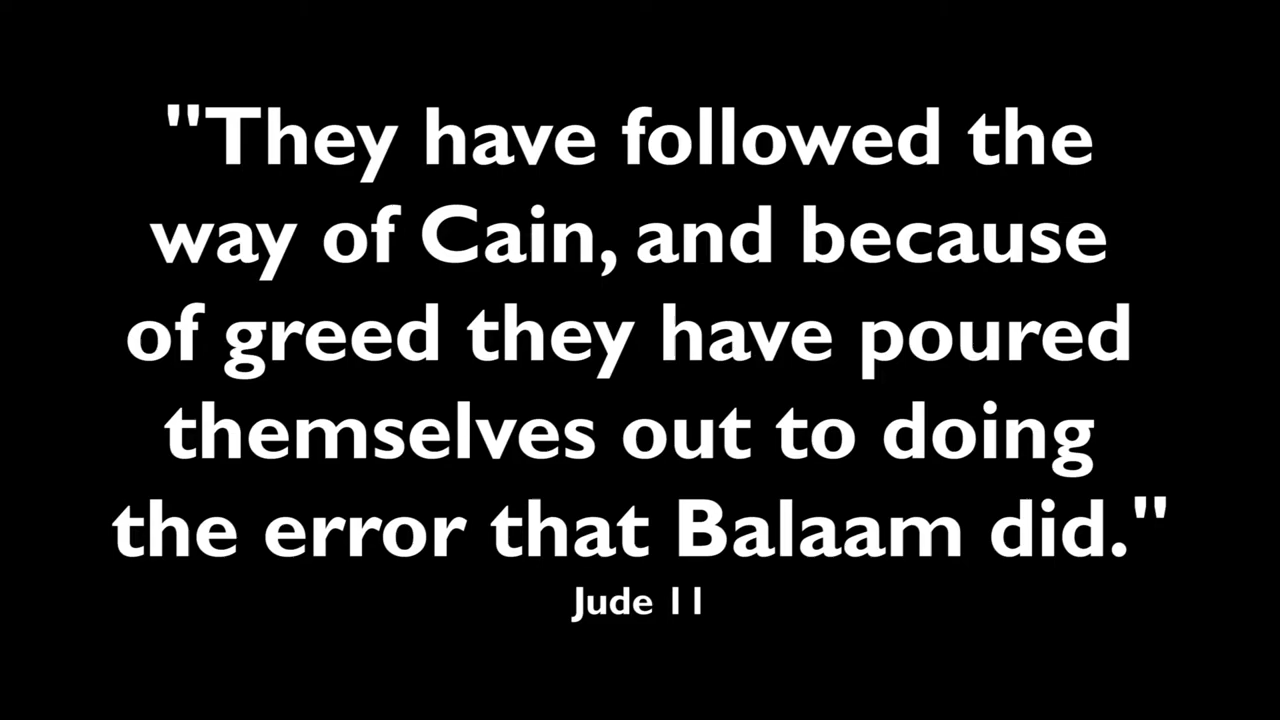 "They have followed the
way of Cain, and because
of greed they have poured
themselves out to doing
the error that Balaam did."
Jude 11